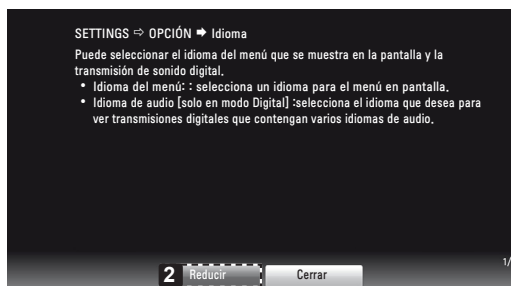 SETTINGS ⇨ OPCIÓN ➡ Idioma
Puede seleccionar el idioma del menú que se muestra en la pantalla y la
transmisión de sonido digital.
• Idioma del menú: : selecciona un idioma para el menú en pantalla.
• Idioma de audio [solo en modo Digital] :selecciona el idioma que desea para
ver transmisiones digitales que contengan varios idiomas de audio.
1/
2 Reducir Cerrar